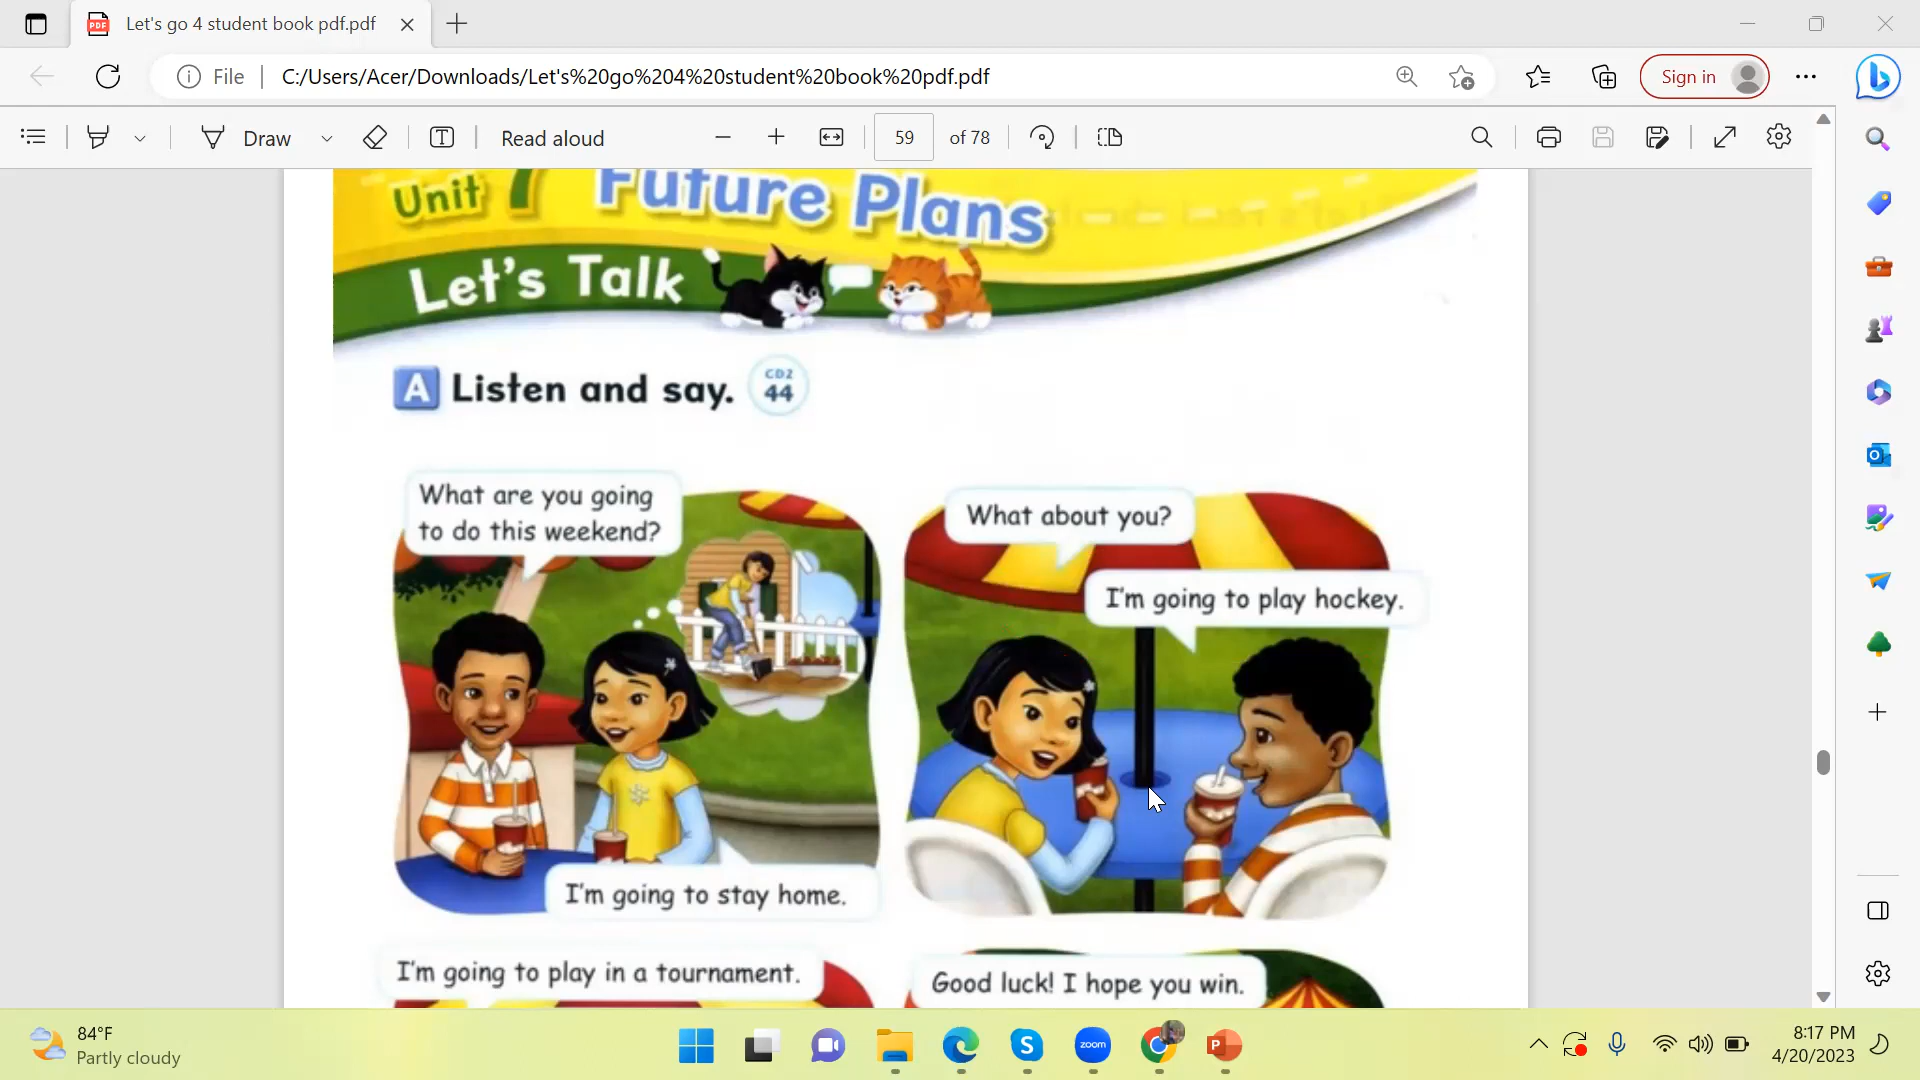 Let's go 4 student book pdf.pdf
File
C:/Users/Acer/Downloads/Let's%20go%204%20student%20book%20pdf.pdf
Sign in
Draw
Read aloud
59 of 78
Unit 7 Future Plans
Let's Talk
A Listen and say.
CD2
44
What are you going
to do this weekend?
What about you?
I'm going to play hockey.
I'm going to stay home.
I'm going to play in a tournament.
Good luck! I hope you win.
84°F
Partly cloudy
zoom
8:17 PM
4/20/2023